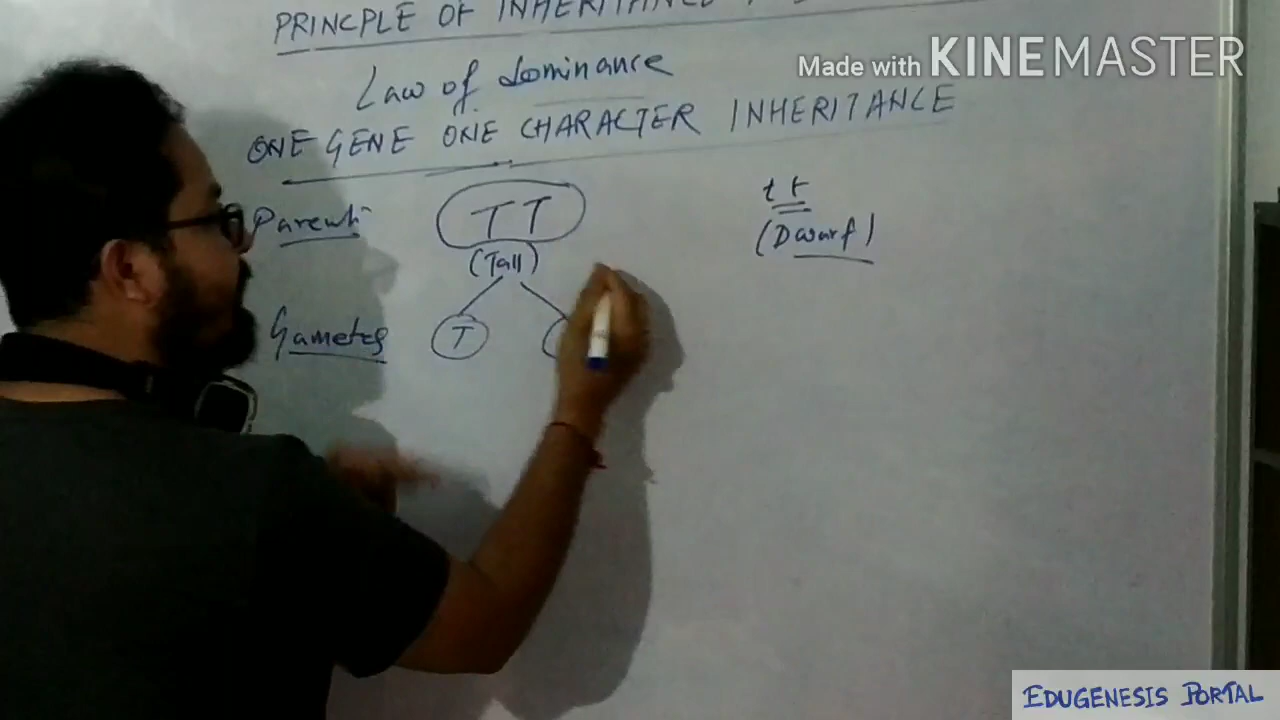 PRINCPLE OF INHERITANCE
Made with KINEMASTER
Law of dominance
ONE GENE ONE CHARACTER INHERITANCE
Parents TT tt
(Tall) (Dwarf)
Gametes T
EDUGENESIS PORTAL